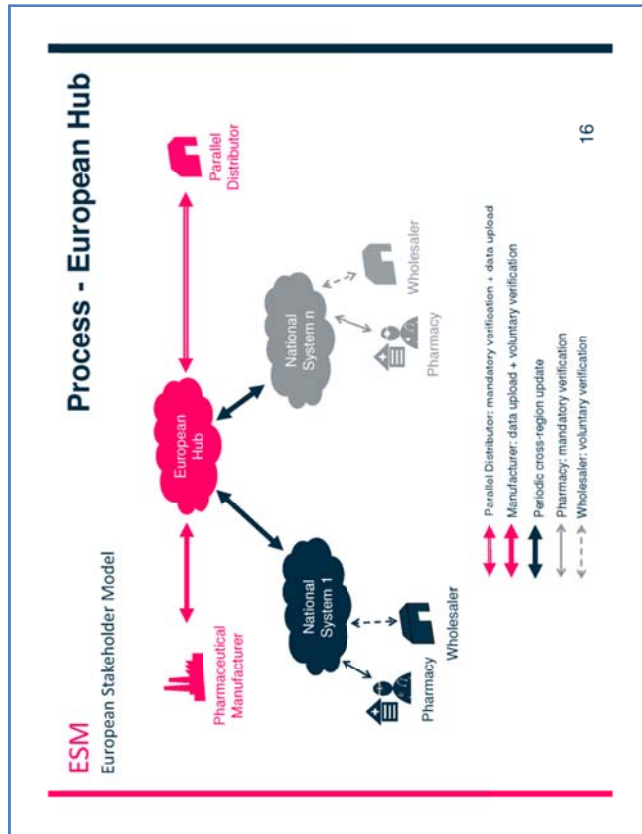 ESM
European Stakeholder Model
Process - European Hub
Pharmaceutical
Manufacturer
European
Hub
Parallel
Distributor
National
System 1
National
System n
Pharmacy
Wholesaler
Pharmacy
Wholesaler
Parallel Distributor: mandatory verification + data upload
Manufacturer: data upload + voluntary verification
Periodic cross-region update
Pharmacy: mandatory verification
Wholesaler: voluntary verification
16